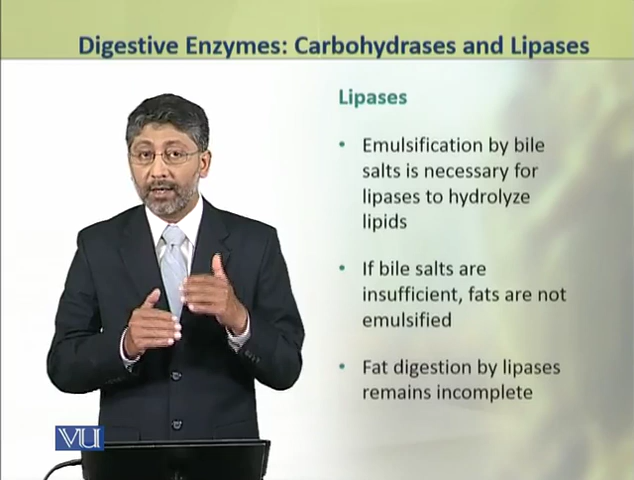 Digestive Enzymes: Carbohydrases and Lipases
Lipases
• Emulsification by bile
salts is necessary for
lipases to hydrolyze
lipids
• If bile salts are
insufficient, fats are not
emulsified
• Fat digestion by lipases
remains incomplete
VU